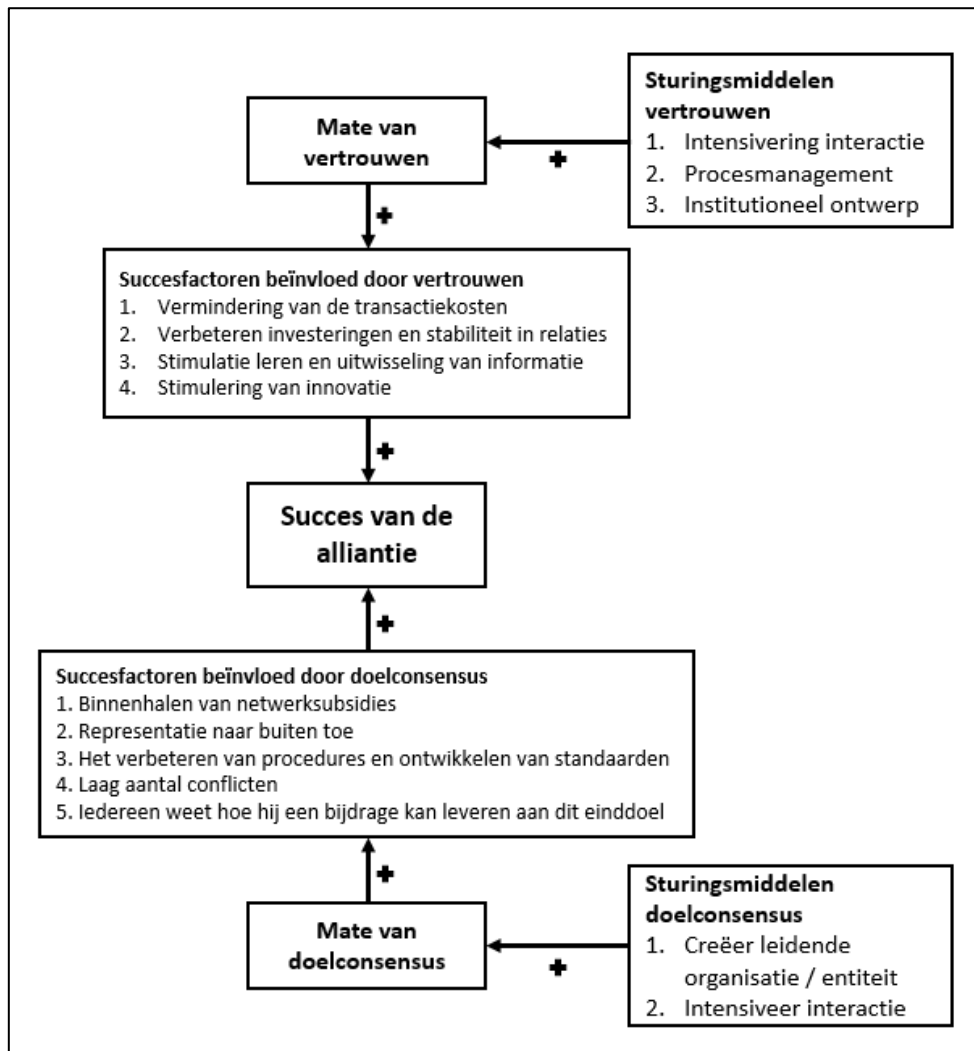 Sturingsmiddelen
vertrouwen
1. Intensivering interactie
2. Procesmanagement
3. Institutioneel ontwerp
Mate van
vertrouwen
+
+
Succesfactoren beïnvloed door vertrouwen
1. Vermindering van de transactiekosten
2. Verbeteren investeringen en stabiliteit in relaties
3. Stimulatie leren en uitwisseling van informatie
4. Stimulering van innovatie
+
Succes van de
alliantie
+
Succesfactoren beïnvloed door doelconsensus
1. Binnenhalen van netwerksubsidies
2. Representatie naar buiten toe
3. Het verbeteren van procedures en ontwikkelen van standaarden
4. Laag aantal conflicten
5. Iedereen weet hoe hij een bijdrage kan leveren aan dit einddoel
+
Mate van
doelconsensus
+
Sturingsmiddelen
doelconsensus
1. Creëer leidende
organisatie / entiteit
2. Intensiveer interactie